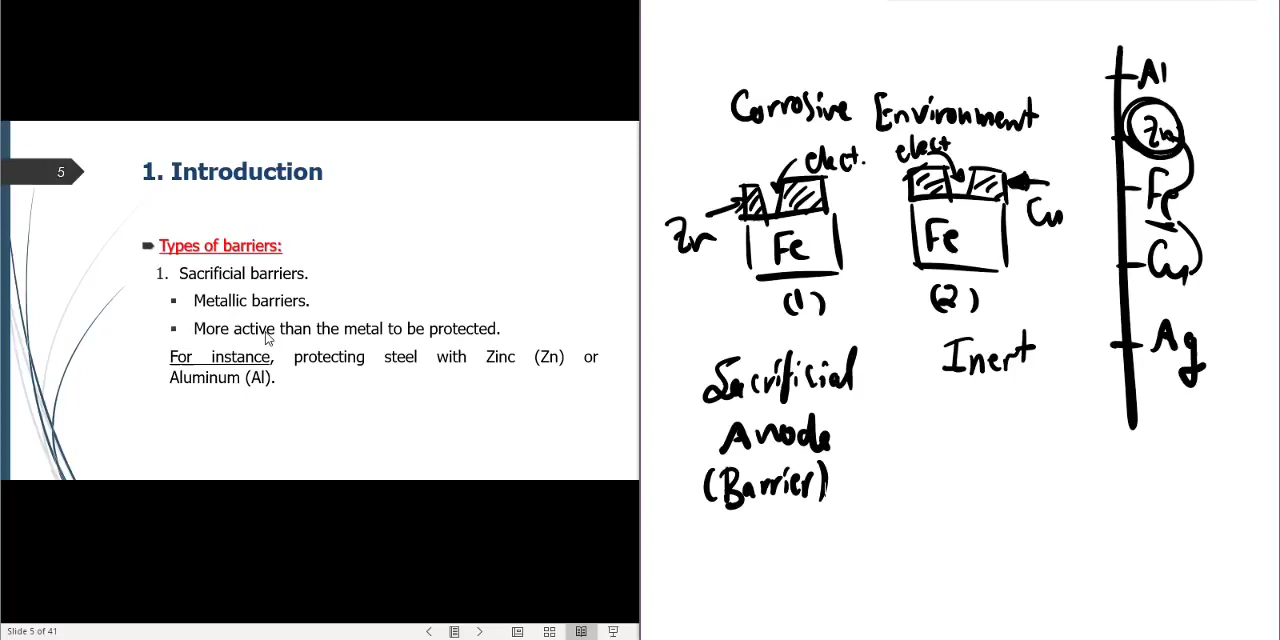 5
1. Introduction
Types of barriers:
1. Sacrificial barriers.
▪ Metallic barriers.
▪ More active than the metal to be protected.
For instance, protecting steel with Zinc (Zn) or
Aluminum (Al).
Slide 5 of 41
Corrosive Environment
elect.
elect
Zn
Cu
Fe
Fe
(1)
(2)
Sacrificial
Anode
(Barrier)
Inert
Al
Zn
Fe
Cu
Ag